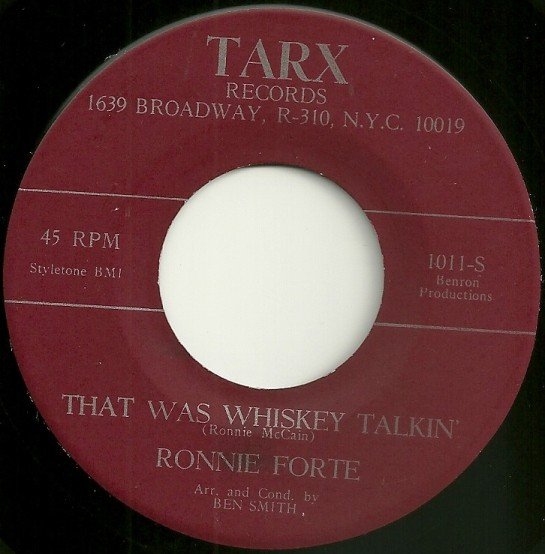 TARX
RECORDS
1639 BROADWAY, R-310, N.Y.C. 10019
45 RPM
Styletone BMI
1011-S
Benron
Productions
THAT WAS WHISKEY TALKIN'
(Ronnie McCain)
RONNIE FORTE
Arr. and Cond. by
BEN SMITH